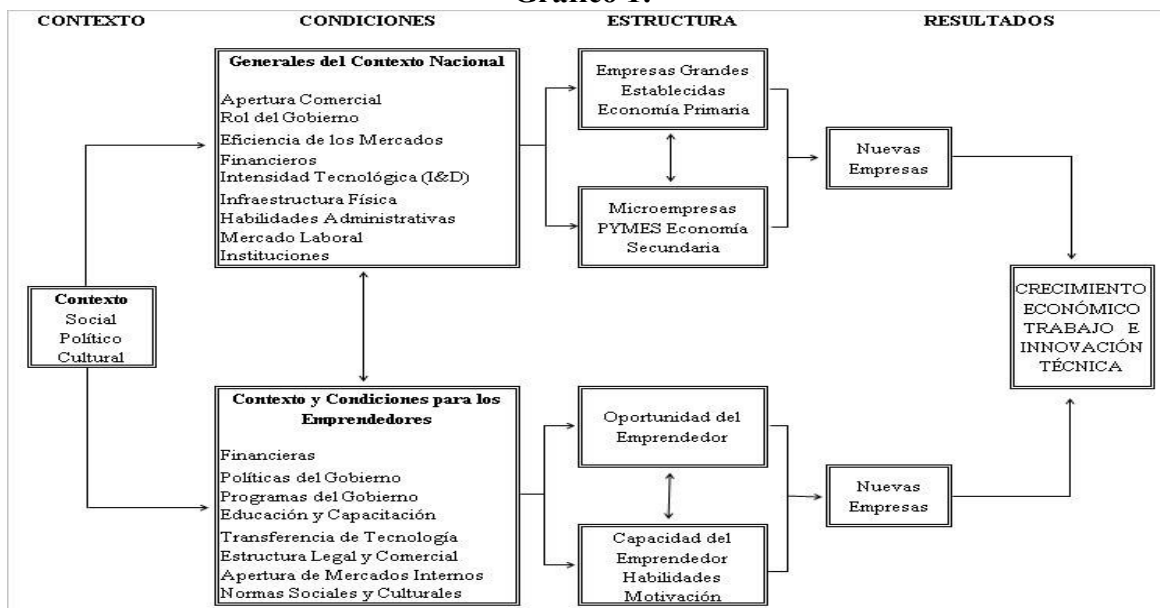 Gráfico 1.
CONTEXTO
CONDICIONES
ESTRUCTURA
RESULTADOS
Contexto
Social
Político
Cultural
Generales del Contexto Nacional
Apertura Comercial
Rol del Gobierno
Eficiencia de los Mercados
Financieros
Intensidad Tecnológica (I&D)
Infraestructura Física
Habilidades Administrativas
Mercado Laboral
Instituciones
Contexto y Condiciones para los
Emprendedores
Financieras
Políticas del Gobierno
Programas del Gobierno
Educación y Capacitación
Transferencia de Tecnología
Estructura Legal y Comercial
Apertura de Mercados Internos
Normas Sociales y Culturales
Empresas Grandes
Establecidas
Economía Primaria
Microempresas
PYMES Economía
Secundaria
Oportunidad del
Emprendedor
Capacidad del
Emprendedor
Habilidades
Motivación
Nuevas
Empresas
Nuevas
Empresas
CRECIMIENTO
ECONÓMICO
TRABAJO E
INNOVACIÓN
TÉCNICA